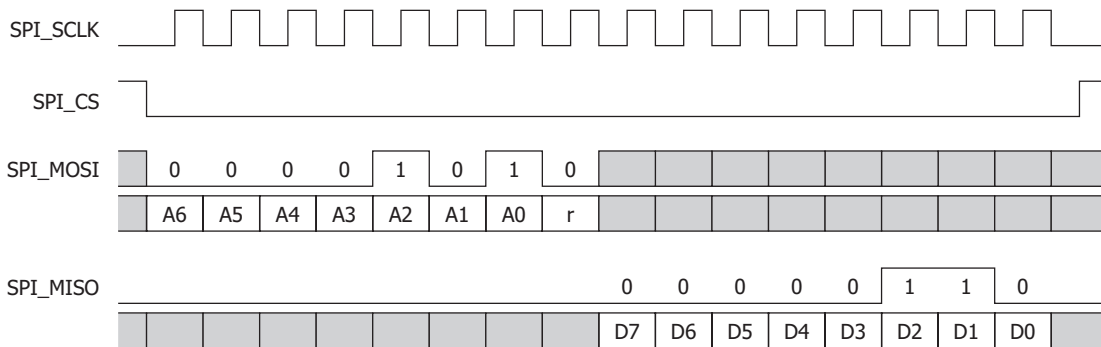 SPI_SCLK
SPI_CS
SPI_MOSI 0 0 0 0 1 0 1 0
A6 A5 A4 A3 A2 A1 A0 r
SPI_MISO 0 0 0 0 0 1 1 0
D7 D6 D5 D4 D3 D2 D1 D0